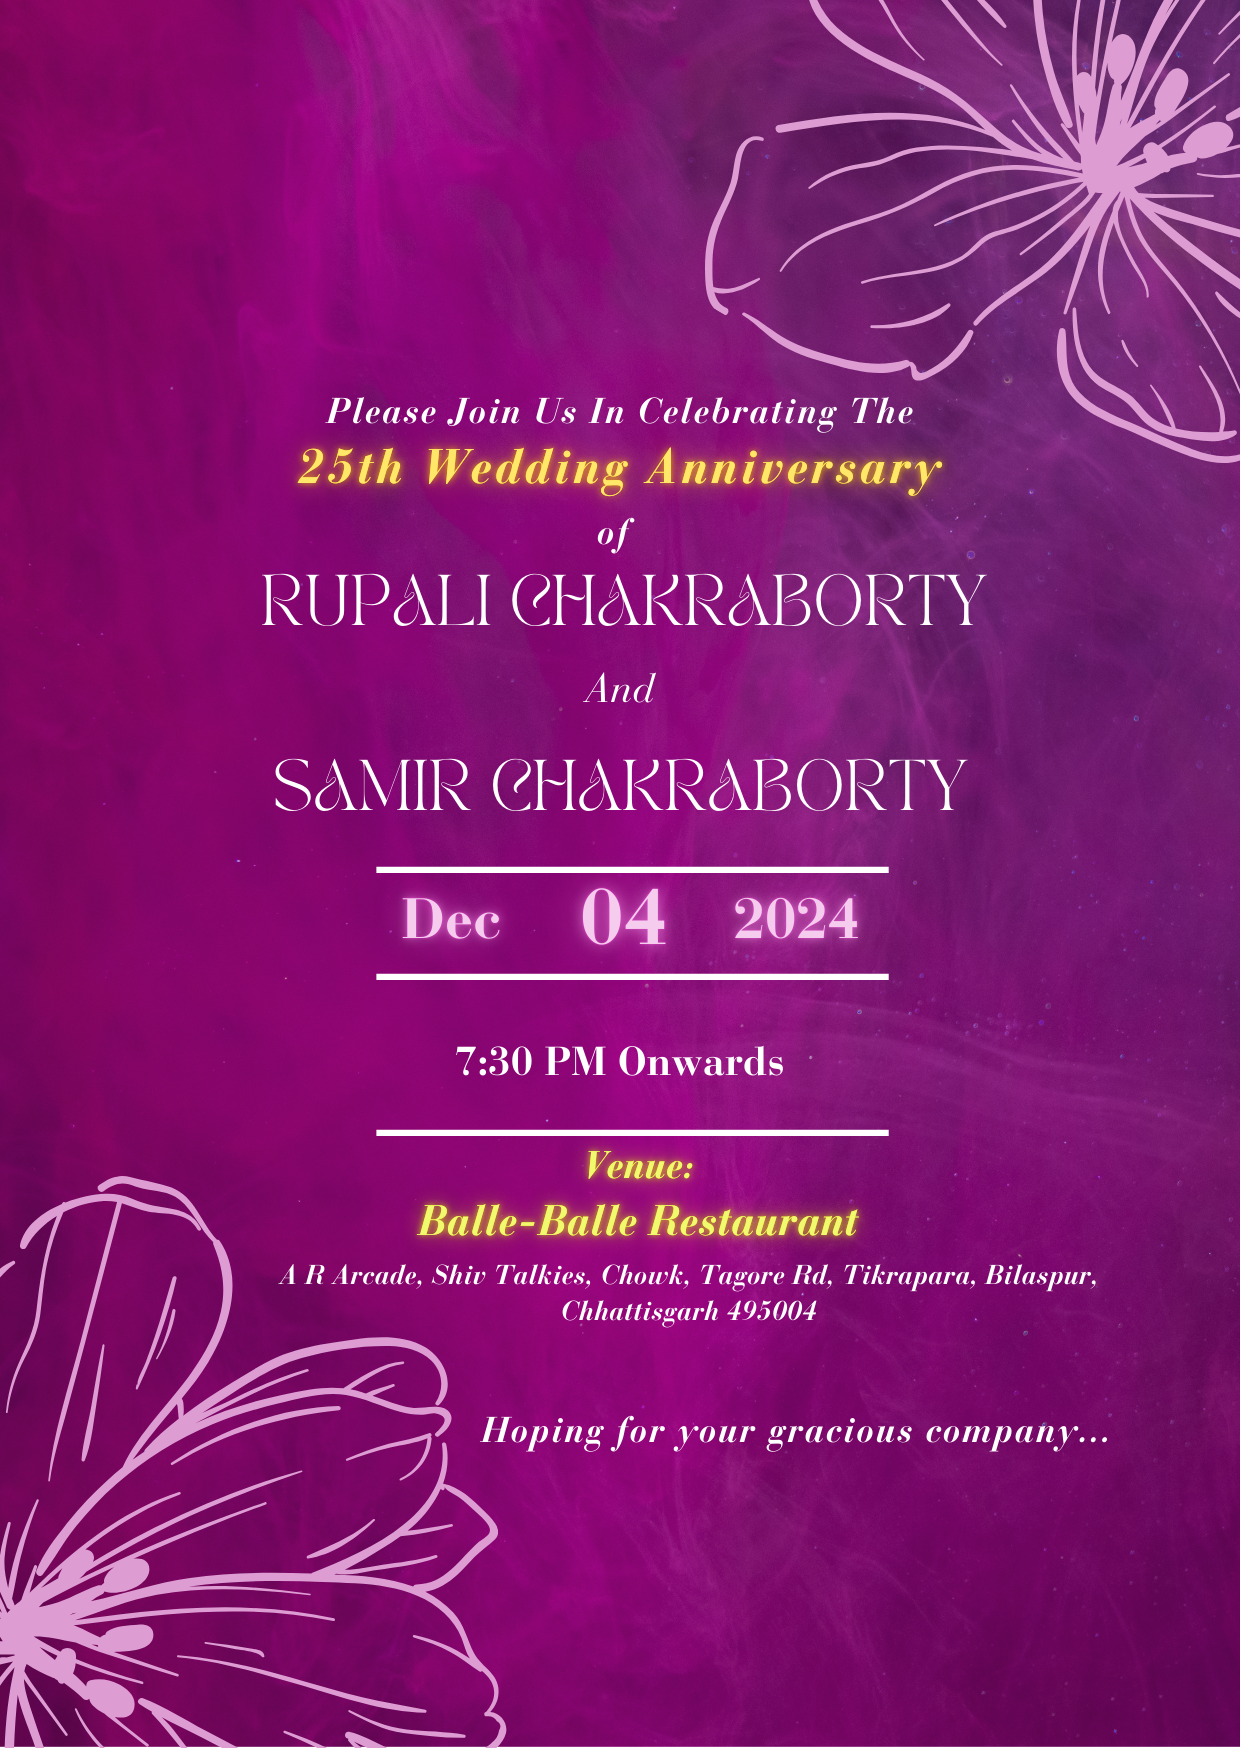 Please Join Us In Celebrating The
25th Wedding Anniversary
of
RUPALI CHAKRABORTY
And
SAMIR CHAKRABORTY
Dec 04 2024
7:30 PM Onwards
Venue:
Balle-Balle Restaurant
A R Arcade, Shiv Talkies, Chowk, Tagore Rd, Tikrapara, Bilaspur,
Chhattisgarh 495004
Hoping for your gracious company...